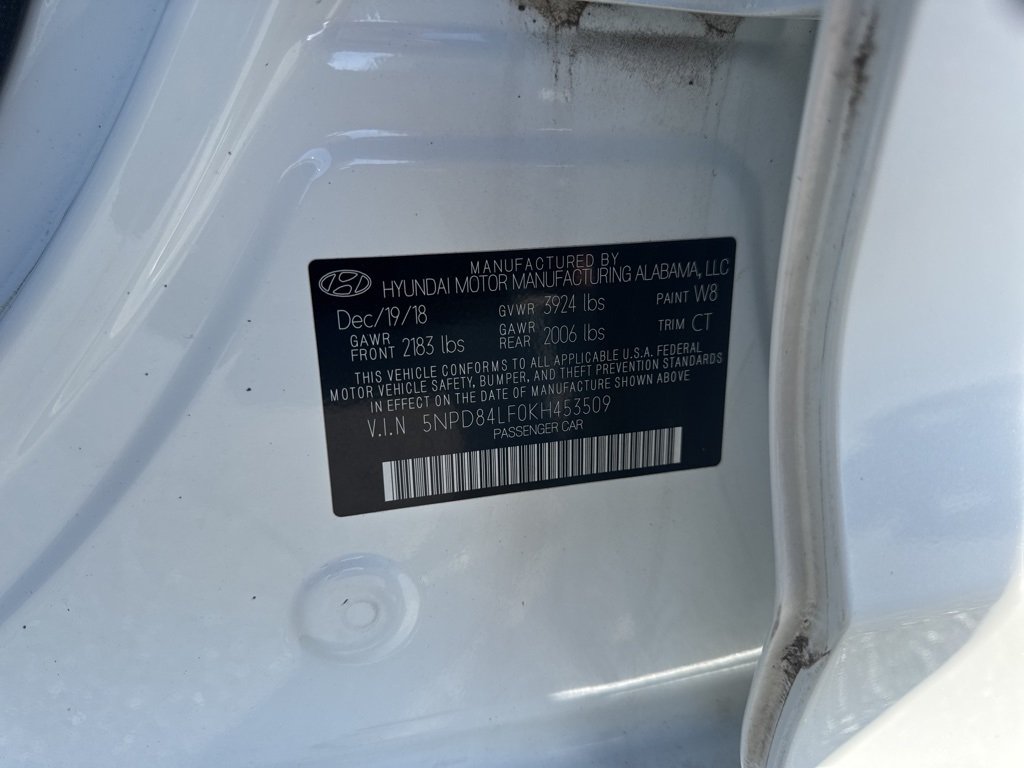 MANUFACTURED BY
HYUNDAI MOTOR MANUFACTURING ALABAMA, LLC
Dec/19/18 GVWR 3924 lbs PAINT W8
GAWR FRONT 2183 lbs GAWR REAR 2006 lbs TRIM CT
THIS VEHICLE CONFORMS TO ALL APPLICABLE U.S.A. FEDERAL
MOTOR VEHICLE SAFETY, BUMPER, AND THEFT PREVENTION STANDARDS
IN EFFECT ON THE DATE OF MANUFACTURE SHOWN ABOVE
V.I.N 5NPD84LF0KH453509
PASSENGER CAR